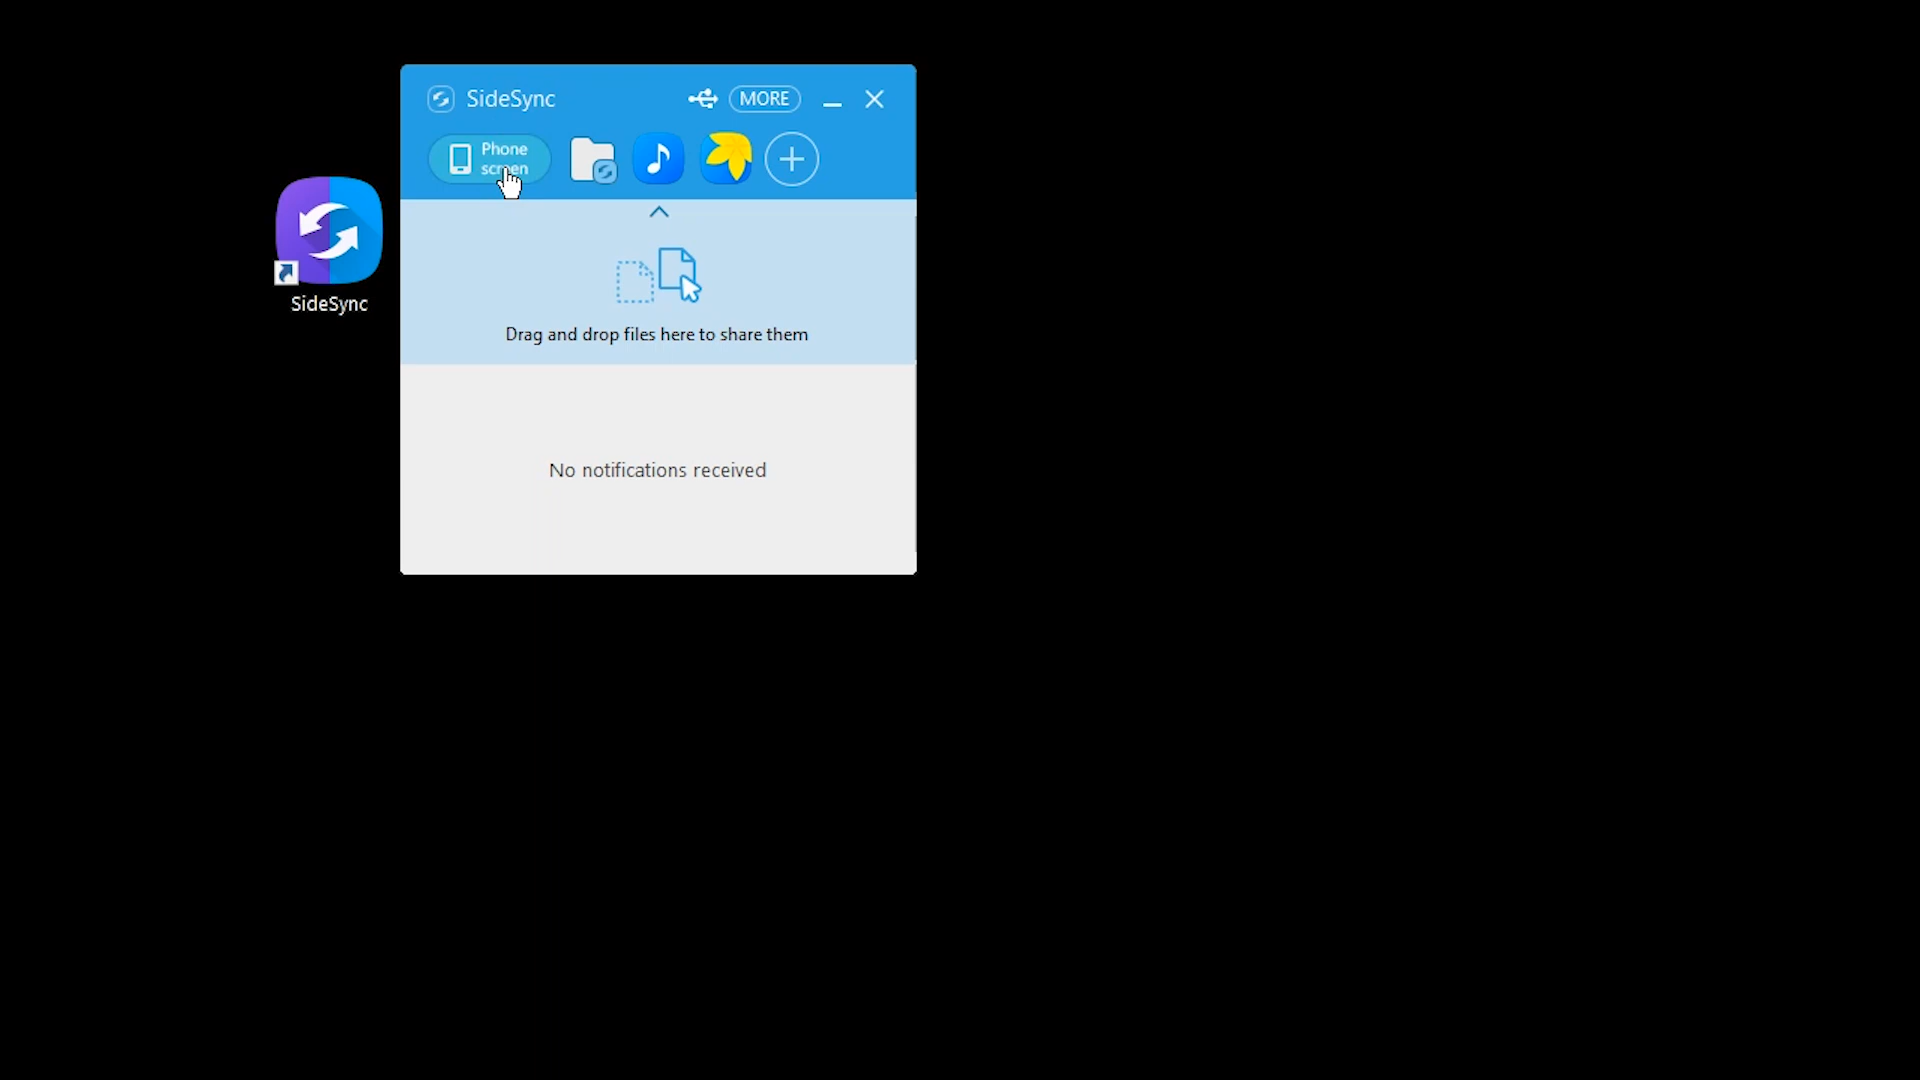 SideSync
MORE
Phone
screen
SideSync
Drag and drop files here to share them
No notifications received